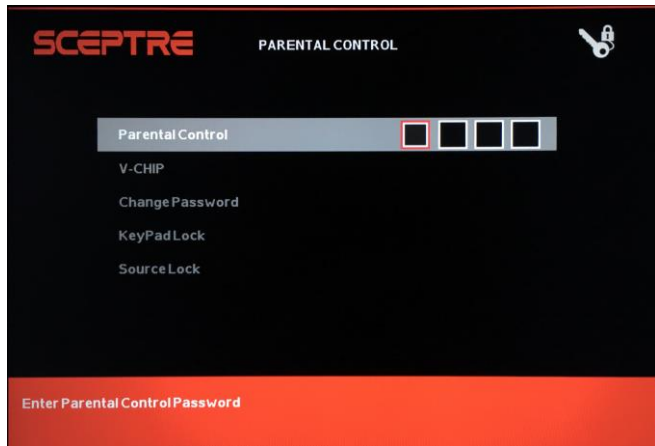 SCEPTRE
PARENTAL CONTROL
Parental Control
V-CHIP
Change Password
KeyPad Lock
Source Lock
Enter Parental Control Password